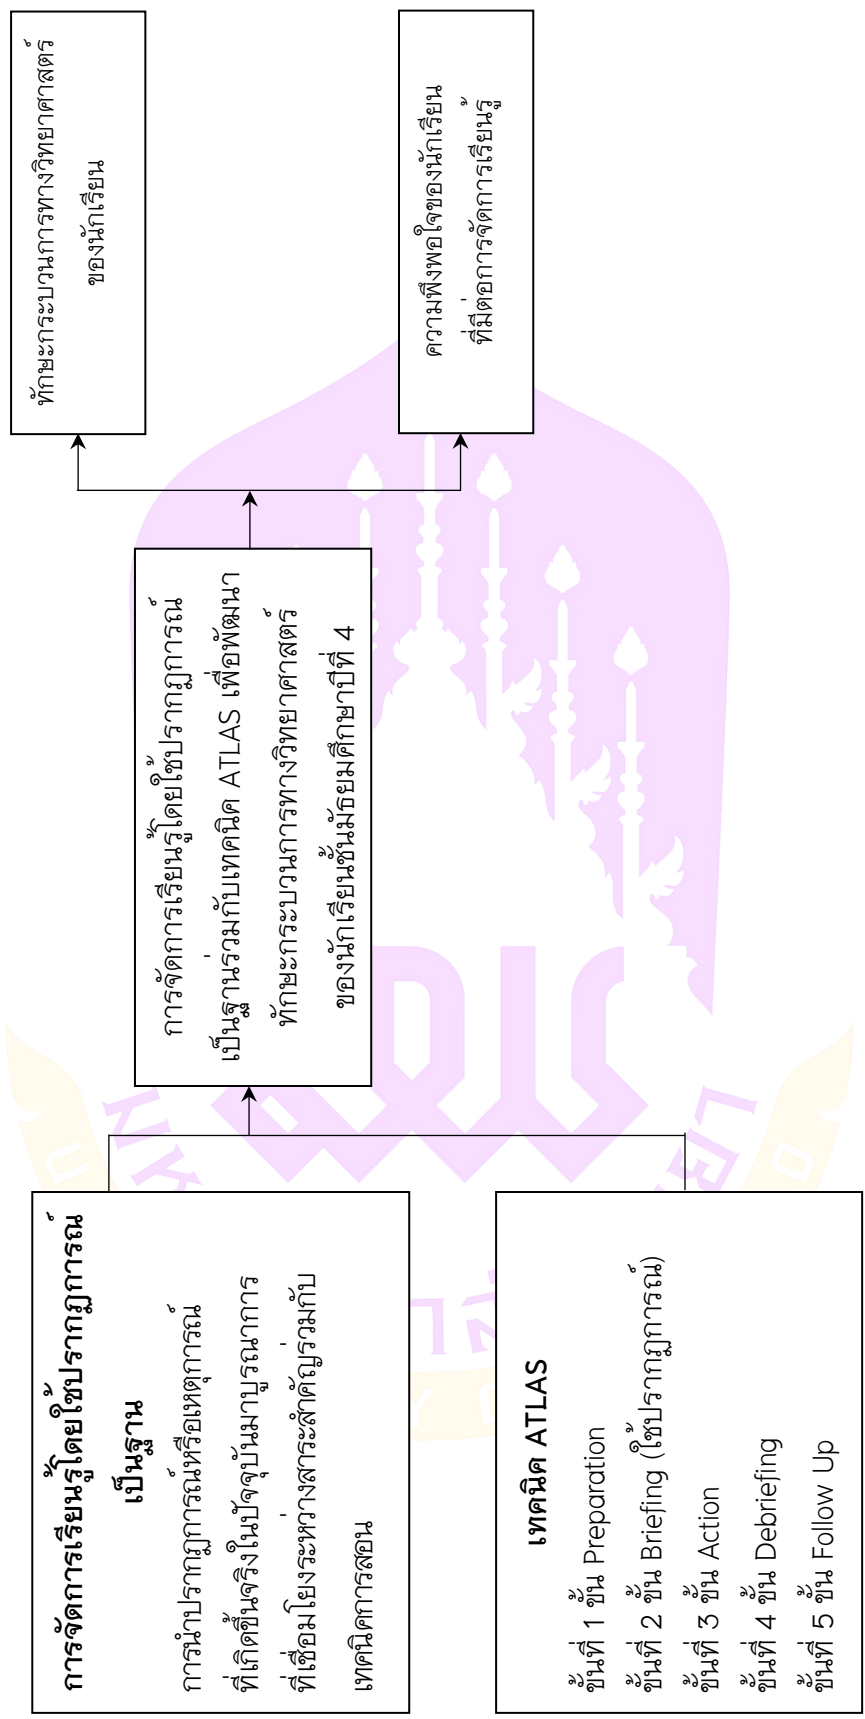 การจัดการเรียนรู้โดยใช้ปรากฏการณ์
เป็นฐาน
การนำปรากฏการณ์หรือเหตุการณ์
ที่เกิดขึ้นจริงในปัจจุบันมาบูรณาการ
ที่เชื่อมโยงระหว่างสาระสำคัญร่วมกับ
เทคนิคการสอน
เทคนิค ATLAS
ขั้นที่ 1 ขั้น Preparation
ขั้นที่ 2 ขั้น Briefing (ใช้ปรากฏการณ์)
ขั้นที่ 3 ขั้น Action
ขั้นที่ 4 ขั้น Debriefing
ขั้นที่ 5 ขั้น Follow Up
การจัดการเรียนรู้โดยใช้ปรากฏการณ์
เป็นฐานร่วมกับเทคนิค ATLAS เพื่อพัฒนา
ทักษะกระบวนการทางวิทยาศาสตร์
ของนักเรียนชั้นมัธยมศึกษาปีที่ 4
ทักษะกระบวนการทางวิทยาศาสตร์
ของนักเรียน
ความพึงพอใจของนักเรียน
ที่มีต่อการจัดการเรียนรู้